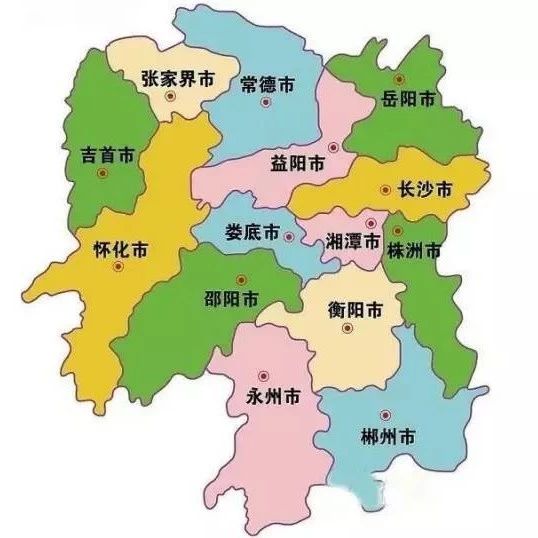 张家界市
常德市
岳阳市
吉首市
益阳市
长沙市
怀化市
娄底市
湘潭市
株洲市
邵阳市
衡阳市
永州市
郴州市